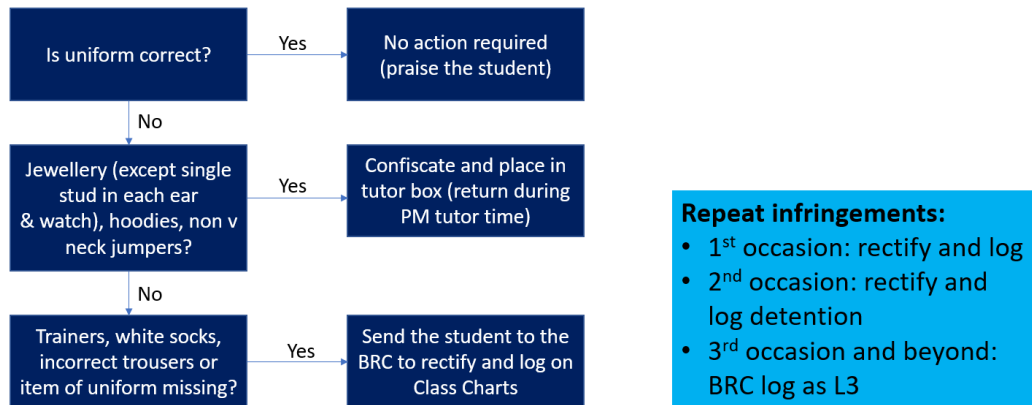 Is uniform correct?
Yes
No action required
(praise the student)
No
Jewellery (except single
stud in each ear
& watch), hoodies, non v
neck jumpers?
Yes
Confiscate and place in
tutor box (return during
PM tutor time)
No
Trainers, white socks,
incorrect trousers or
item of uniform missing?
Yes
Send the student to the
BRC to rectify and log on
Class Charts
Repeat infringements:
• 1st occasion: rectify and log
• 2nd occasion: rectify and
log detention
• 3rd occasion and beyond:
BRC log as L3